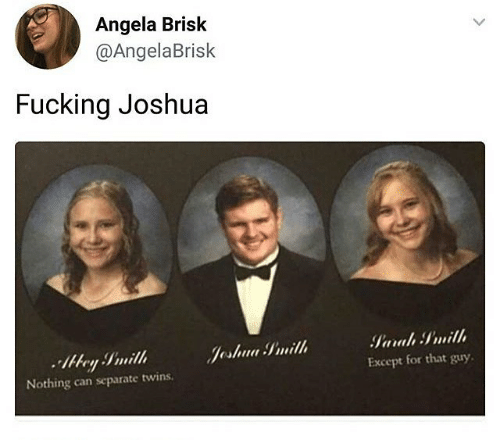 Angela Brisk
@AngelaBrisk
Fucking Joshua
Abbey Smith
Nothing can separate twins.
Joshua Smith
Sarah Smith
Except for that guy.